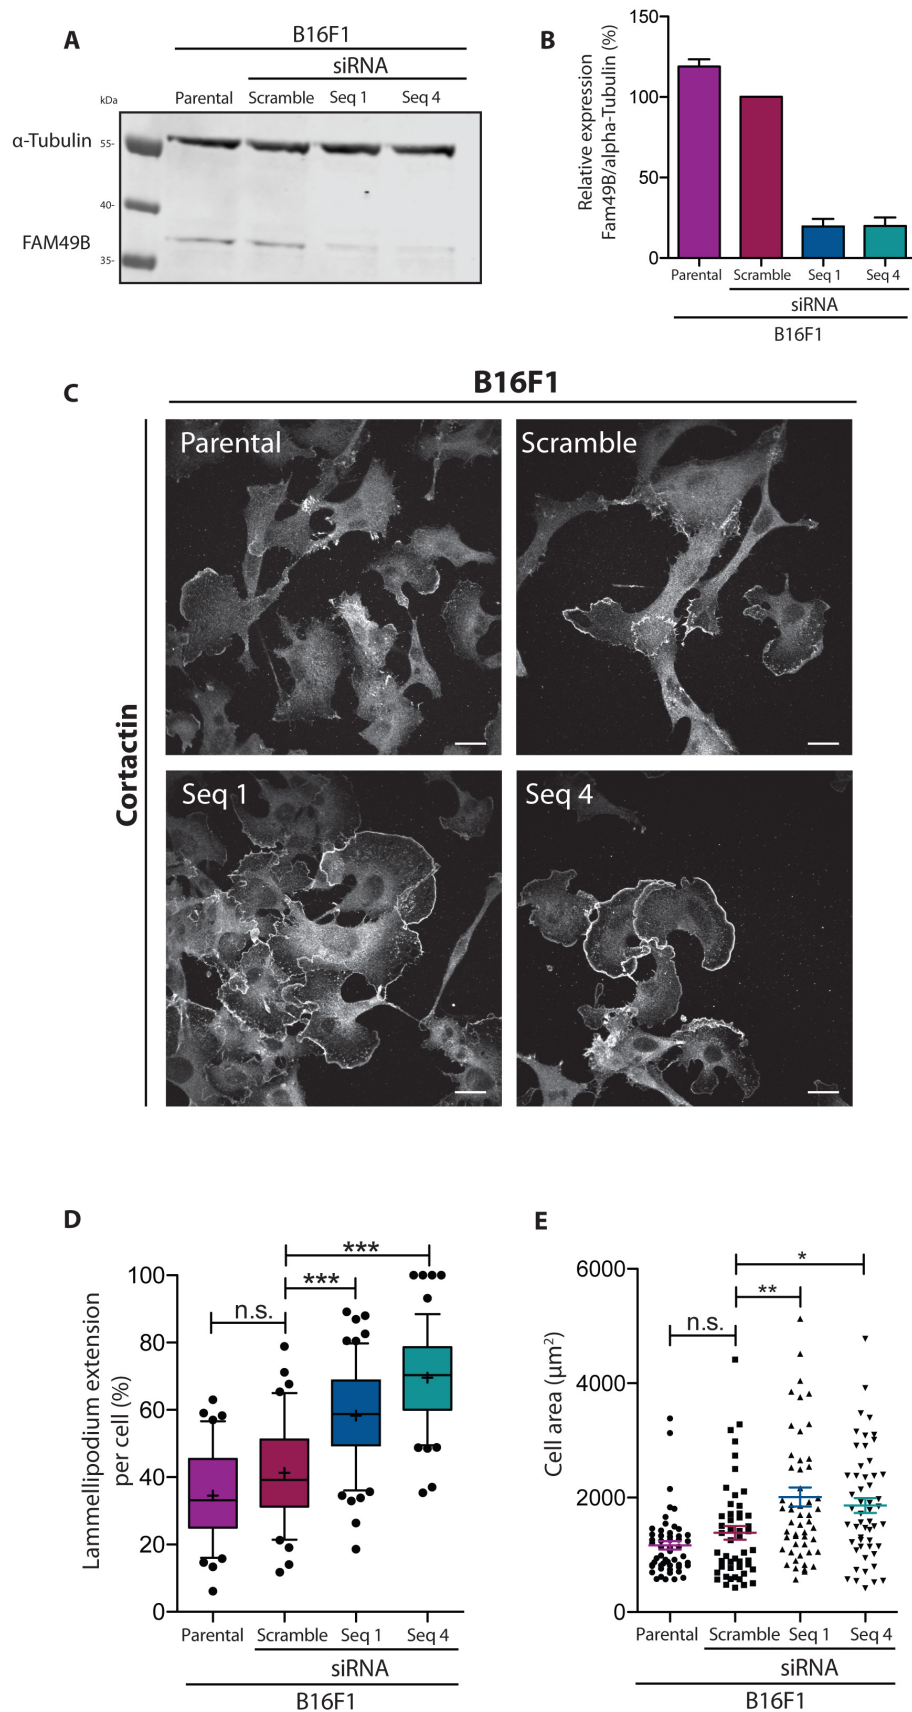 A
B16F1
siRNA
kDa
Parental Scramble Seq 1 Seq 4
α-Tubulin
55-
40-
FAM49B
35-
B
Relative expression
Fam49B/alpha-Tubulin (%)
150
100
50
0
Parental Scramble Seq 1 Seq 4
siRNA
B16F1
C
B16F1
Cortactin
Parental
Scramble
Seq 1
Seq 4
D
Lammellipodium extension
per cell (%)
100
80
60
40
20
0
n.s.
***
***
Parental Scramble Seq 1 Seq 4
siRNA
B16F1
E
Cell area (μm²)
6000
4000
2000
0
n.s.
**
*
Parental Scramble Seq 1 Seq 4
siRNA
B16F1